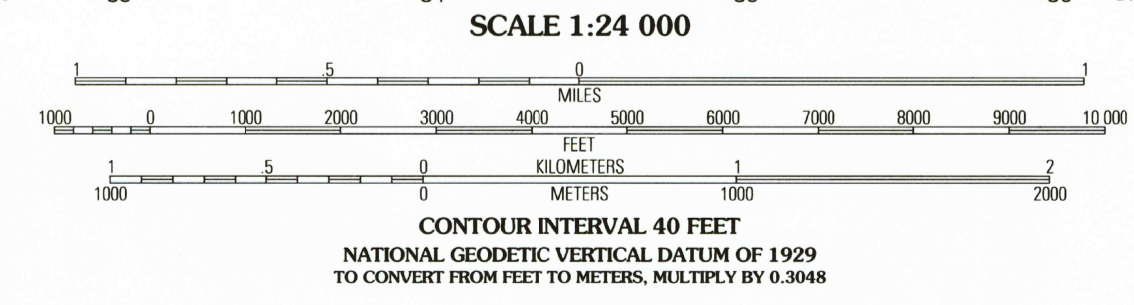 SCALE 1:24 000
1 .5 0 1
MILES
1000 0 1000 2000 3000 4000 5000 6000 7000 8000 9000 10 000
FEET
1 .5 0 KILOMETERS 1 2
1000 0 METERS 1000 2000
CONTOUR INTERVAL 40 FEET
NATIONAL GEODETIC VERTICAL DATUM OF 1929
TO CONVERT FROM FEET TO METERS, MULTIPLY BY 0.3048